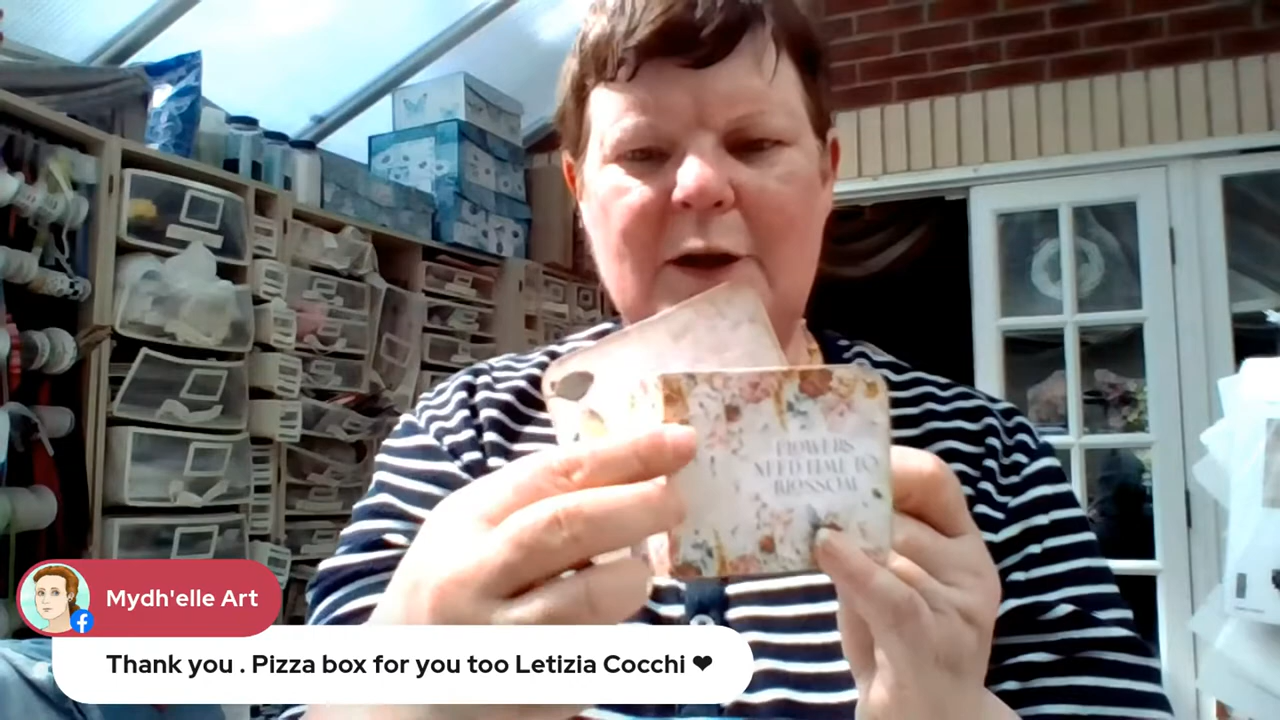 FLOWERS
NEED TIME TO
BLOSSOM
Mydh'elle Art
Thank you . Pizza box for you too Letizia Cocchi ❤